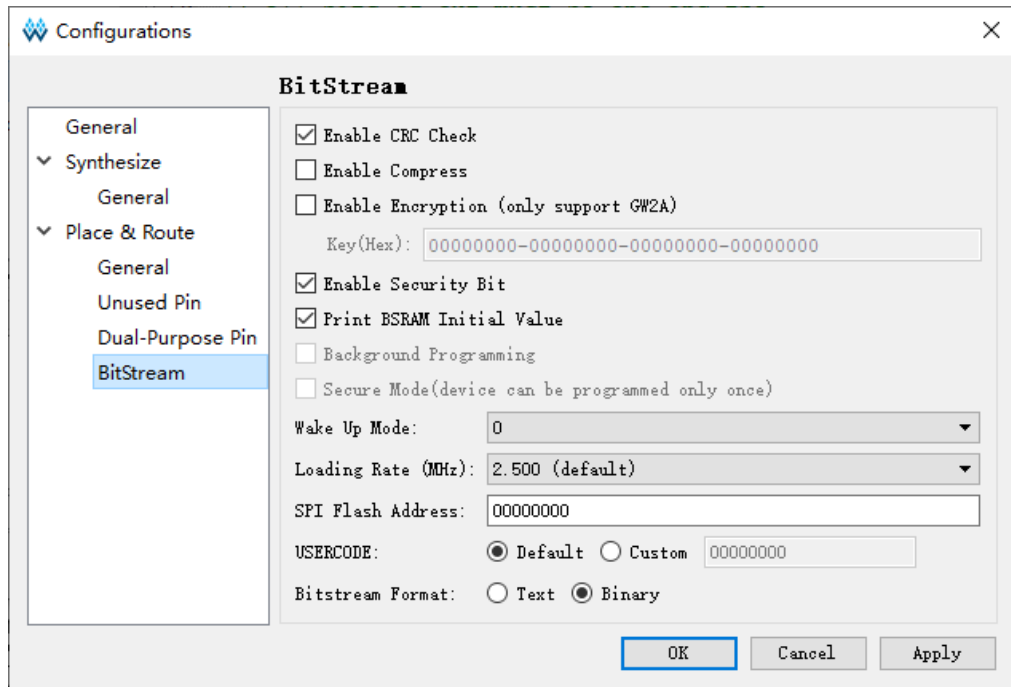 Configurations
BitStream
General
Synthesize
General
Place & Route
General
Unused Pin
Dual-Purpose Pin
BitStream
Enable CRC Check
Enable Compress
Enable Encryption (only support GW2A)
Key(Hex): 00000000-00000000-00000000-00000000
Enable Security Bit
Print BSRAM Initial Value
Background Programming
Secure Mode(device can be programmed only once)
Wake Up Mode: 0
Loading Rate (MHz): 2.500 (default)
SPI Flash Address: 00000000
USERCODE: Default Custom 00000000
Bitstream Format: Text Binary
OK Cancel Apply